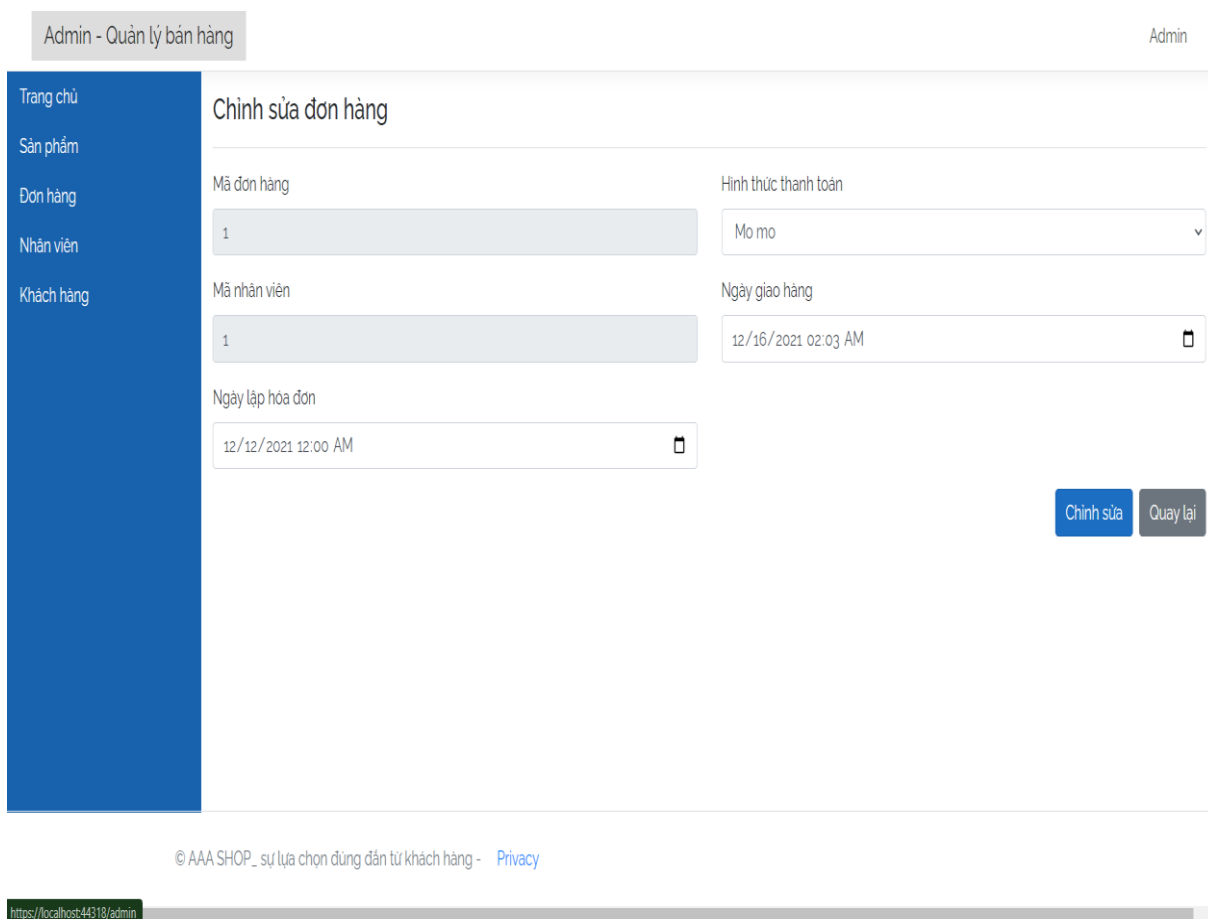 Admin - Quản lý bán hàng
Admin
Trang chủ
Sản phẩm
Đơn hàng
Nhân viên
Khách hàng
Chỉnh sửa đơn hàng
Mã đơn hàng
1
Hình thức thanh toán
Mo mo
Mã nhân viên
1
Ngày giao hàng
12/16/2021 02:03 AM
Ngày lập hóa đơn
12/12/2021 12:00 AM
Chỉnh sửa
Quay lại
© AAA SHOP_ sự lựa chọn đúng đắn từ khách hàng - Privacy
https://localhost:44318/admin